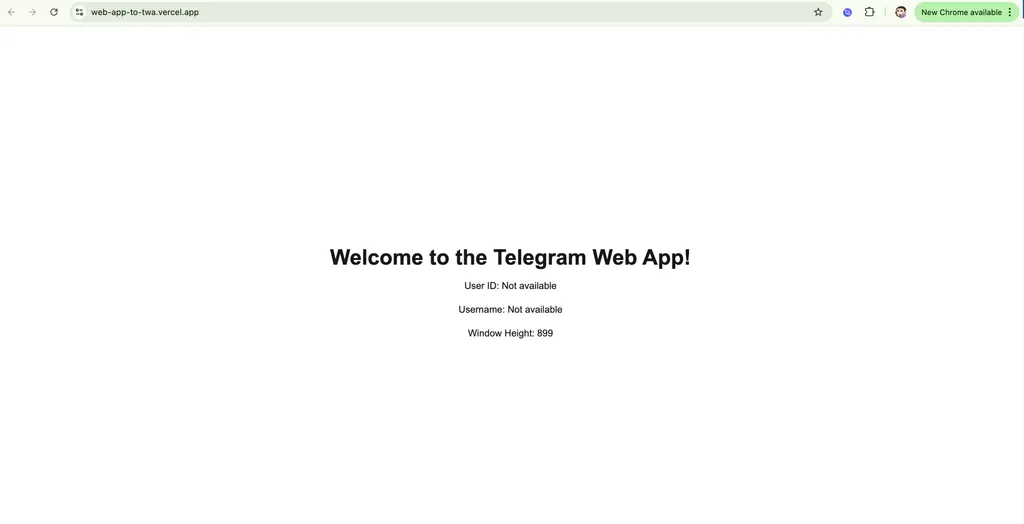 web-app-to-twa.vercel.app
New Chrome available
Welcome to the Telegram Web App!
User ID: Not available
Username: Not available
Window Height: 899